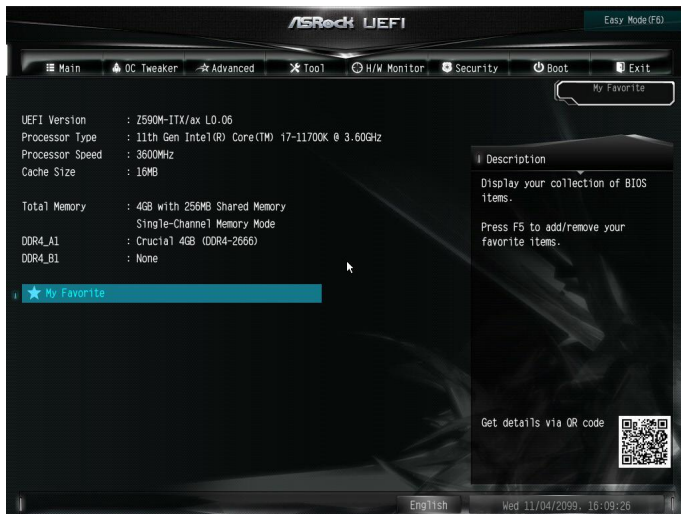 ASRock UEFI
Easy Mode(F6)
Main OC Tweaker Advanced Tool H/W Monitor Security Boot Exit
My Favorite
UEFI Version : Z590M-ITX/ax L0.06
Processor Type : 11th Gen Intel(R) Core(TM) i7-11700K @ 3.60GHz
Processor Speed : 3600MHz
Cache Size : 16MB
Total Memory : 4GB with 256MB Shared Memory
Single-Channel Memory Mode
DDR4_A1 : Crucial 4GB (DDR4-2666)
DDR4_B1 : None
My Favorite
Description
Display your collection of BIOS
items.
Press F5 to add/remove your
favorite items.
Get details via QR code
English
Wed 11/04/2099. 16:09:26